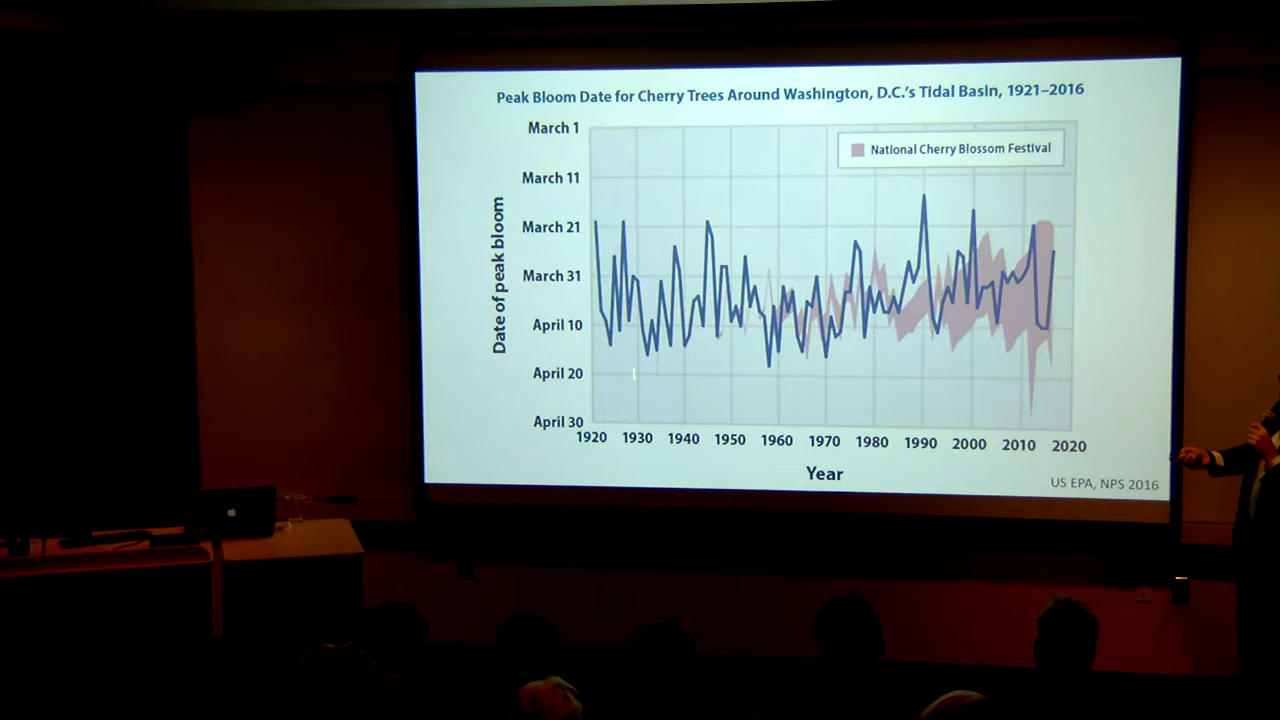 Peak Bloom Date for Cherry Trees Around Washington, D.C.'s Tidal Basin, 1921–2016
National Cherry Blossom Festival
Date of peak bloom
March 1
March 11
March 21
March 31
April 10
April 20
April 30
1920 1930 1940 1950 1960 1970 1980 1990 2000 2010 2020
Year
US EPA, NPS 2016